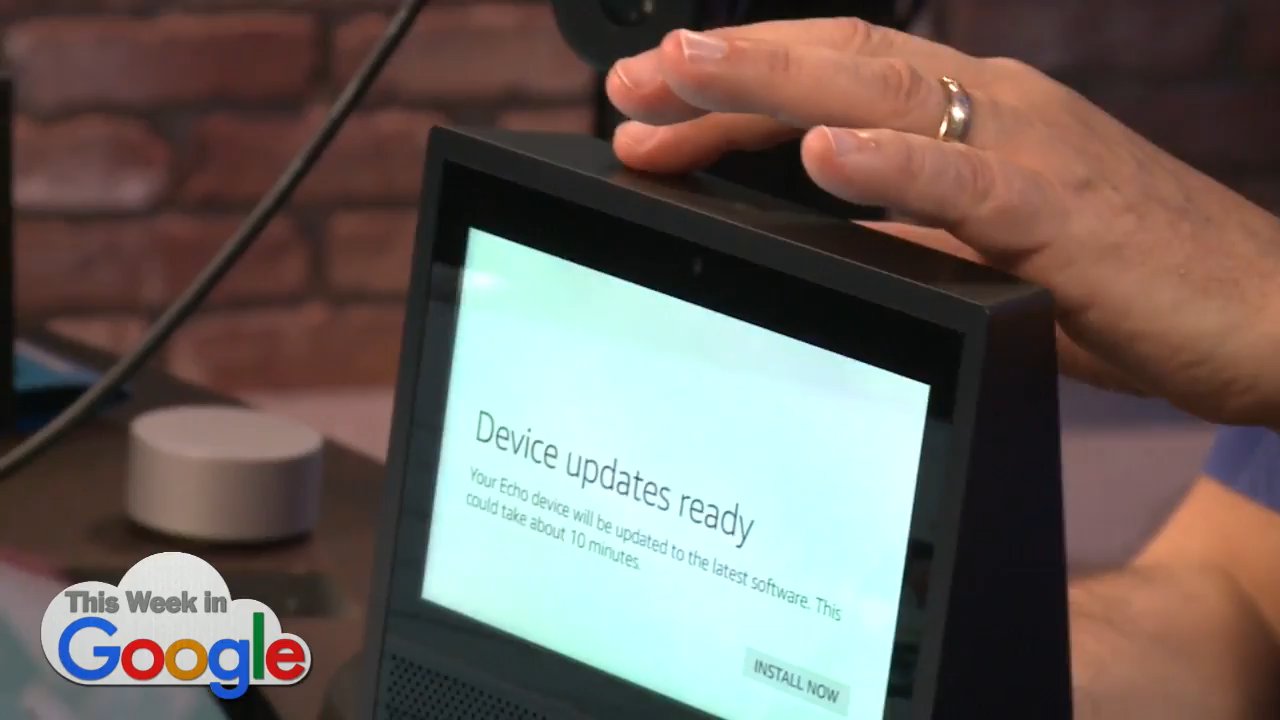 Device updates ready
Your Echo device will be updated to the latest software. This
could take about 10 minutes.
INSTALL NOW
This Week in
Google